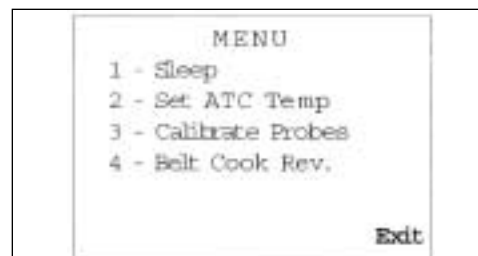 MENU
1 - Sleep
2 - Set ATC Temp
3 - Calibrate Probes
4 - Belt Cook Rev.
Exit